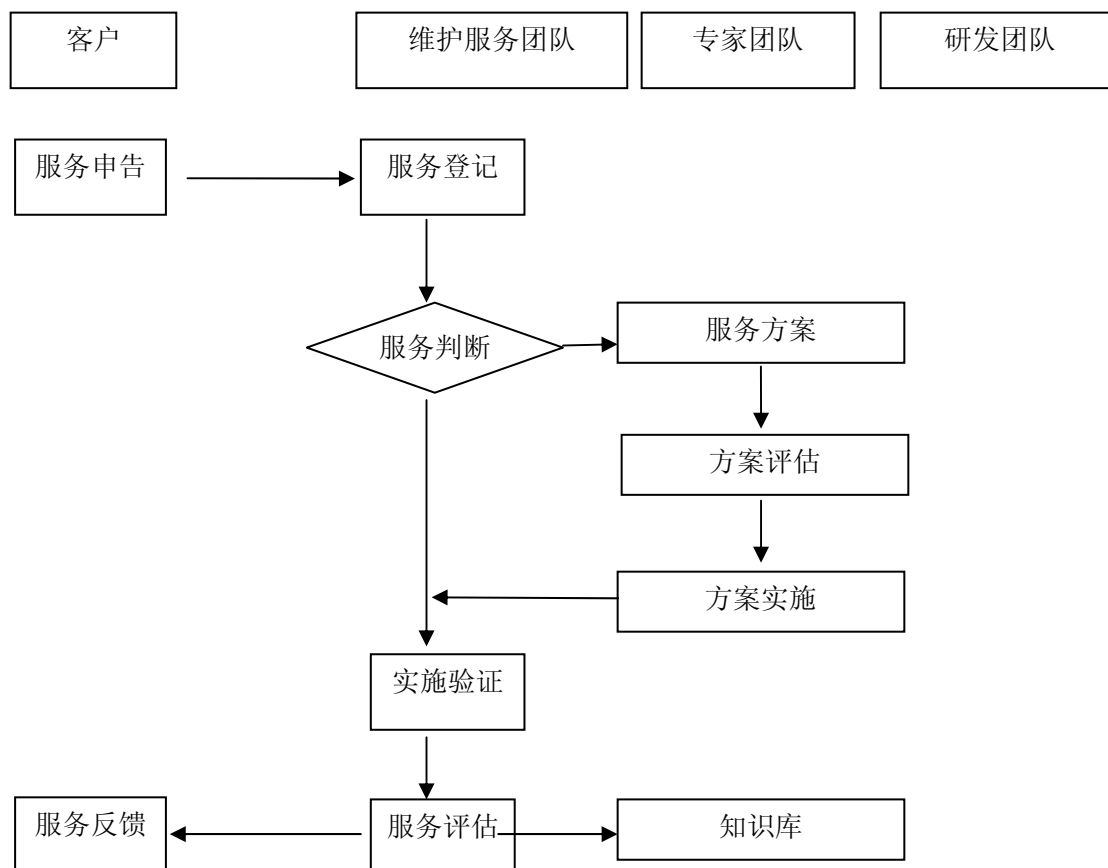 客户
维护服务团队
专家团队
研发团队
服务申告
服务登记
服务判断
服务方案
方案评估
方案实施
实施验证
服务反馈
服务评估
知识库